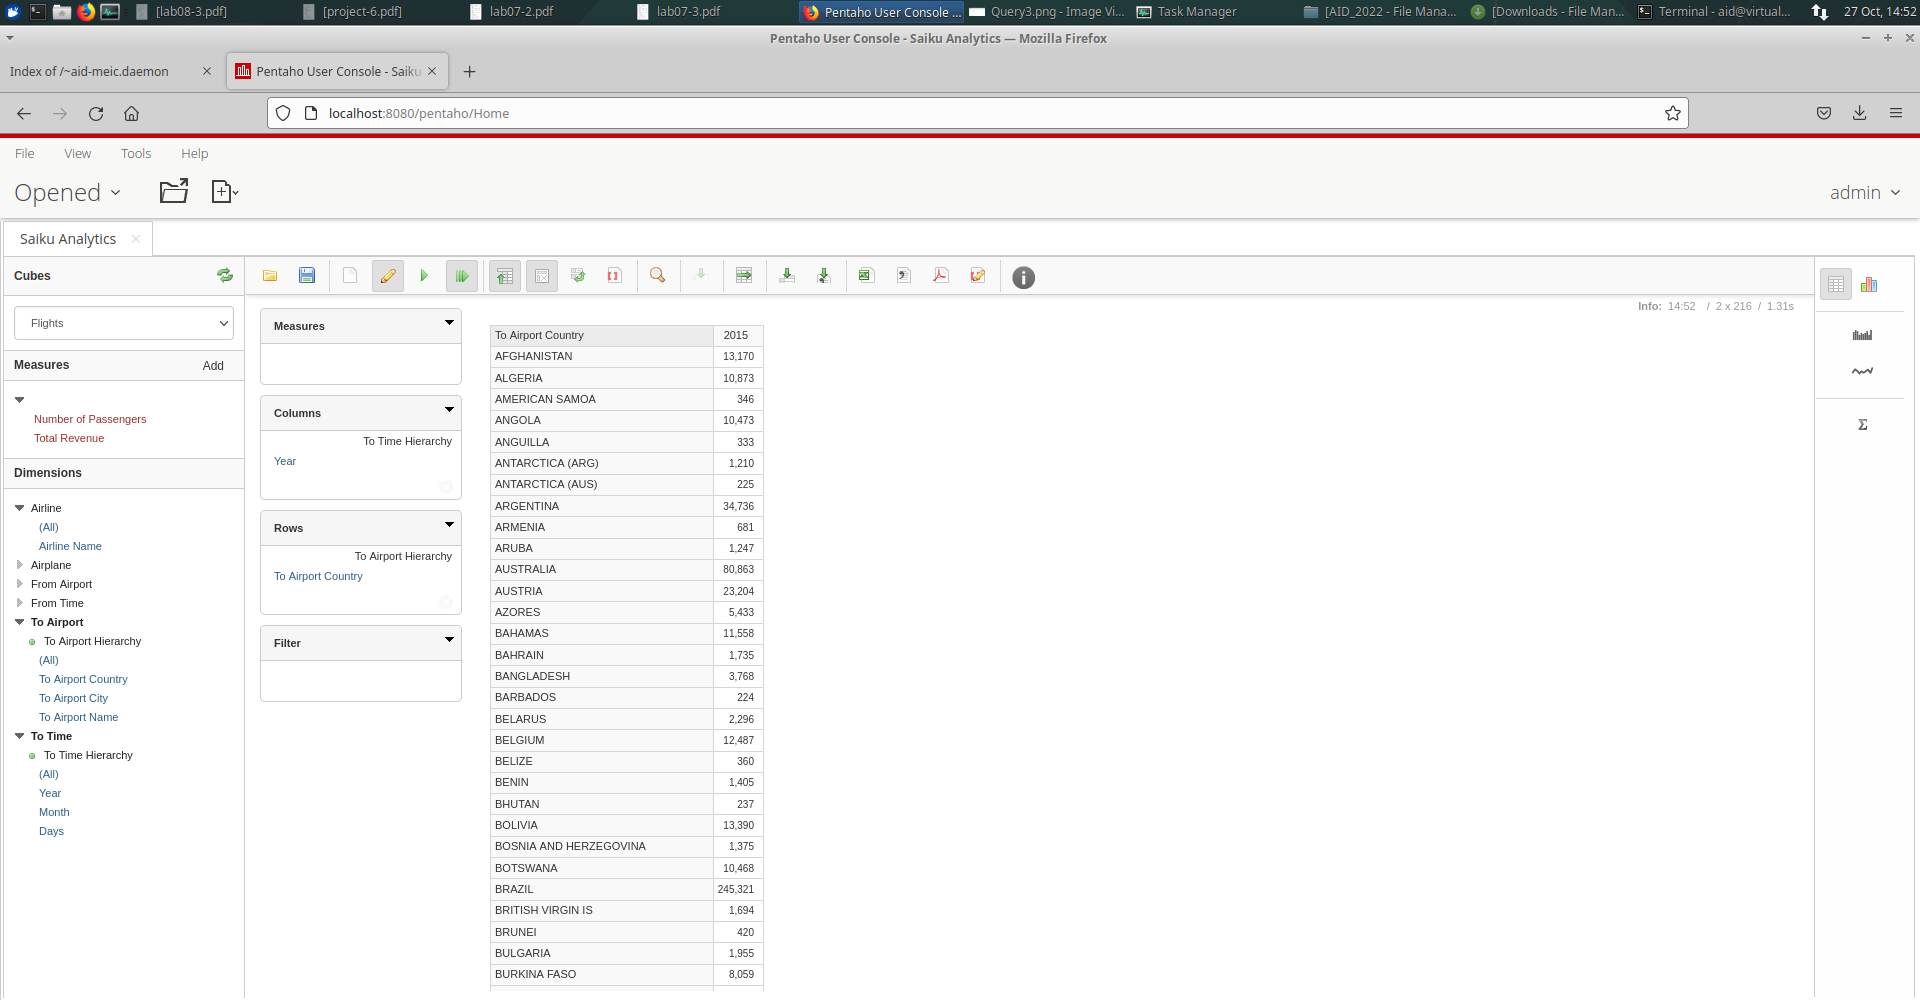 [lab08-3.pdf]
[project-6.pdf]
lab07-2.pdf
lab07-3.pdf
Pentaho User Console ...
Query3.png - Image Vi...
Task Manager
[AID_2022 - File Mana...
[Downloads - File Man...
Terminal - aid@virtual...
27 Oct, 14:52
Pentaho User Console - Saiku Analytics — Mozilla Firefox
Index of /~aid-meic.daemon
Pentaho User Console - Saiku
localhost:8080/pentaho/Home
File View Tools Help
Opened
admin
Saiku Analytics
Cubes
Flights
Measures Add
Number of Passengers
Total Revenue
Dimensions
Airline
(All)
Airline Name
Airplane
From Airport
From Time
To Airport
To Airport Hierarchy
(All)
To Airport Country
To Airport City
To Airport Name
To Time
To Time Hierarchy
(All)
Year
Month
Days
Info: 14:52 / 2 x 216 / 1.31s
Measures
Columns
To Time Hierarchy
Year
Rows
To Airport Hierarchy
To Airport Country
Filter
To Airport Country 2015
AFGHANISTAN 13,170
ALGERIA 10,873
AMERICAN SAMOA 346
ANGOLA 10,473
ANGUILLA 333
ANTARCTICA (ARG) 1,210
ANTARCTICA (AUS) 225
ARGENTINA 34,736
ARMENIA 681
ARUBA 1,247
AUSTRALIA 80,863
AUSTRIA 23,204
AZORES 5,433
BAHAMAS 11,558
BAHRAIN 1,735
BANGLADESH 3,768
BARBADOS 224
BELARUS 2,296
BELGIUM 12,487
BELIZE 360
BENIN 1,405
BHUTAN 237
BOLIVIA 13,390
BOSNIA AND HERZEGOVINA 1,375
BOTSWANA 10,468
BRAZIL 245,321
BRITISH VIRGIN IS 1,694
BRUNEI 420
BULGARIA 1,955
BURKINA FASO 8,059
Σ